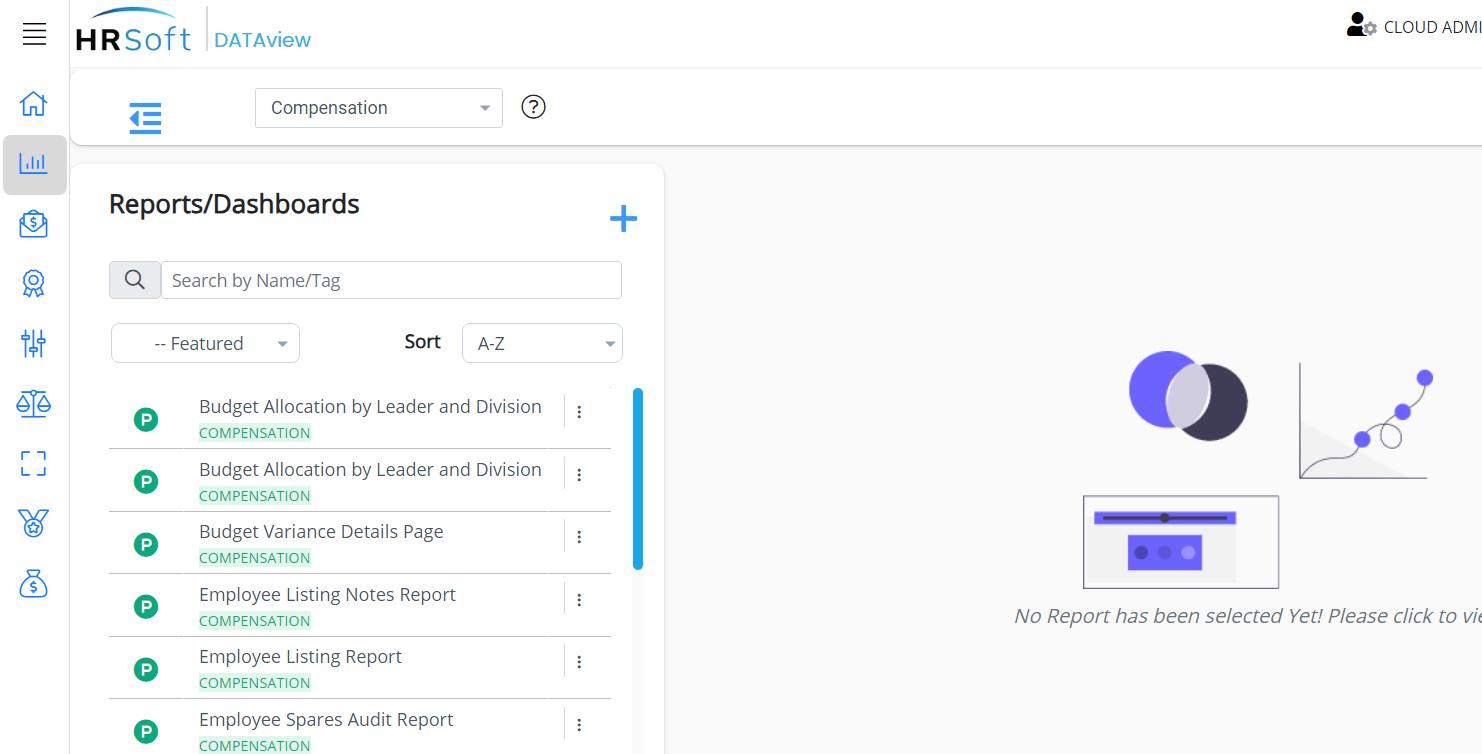 HRSoft DATAview
CLOUD ADMI
Compensation
?
Reports/Dashboards
Search by Name/Tag
-- Featured
Sort
A-Z
P
Budget Allocation by Leader and Division
COMPENSATION
P
Budget Allocation by Leader and Division
COMPENSATION
P
Budget Variance Details Page
COMPENSATION
P
Employee Listing Notes Report
COMPENSATION
P
Employee Listing Report
COMPENSATION
P
Employee Spares Audit Report
COMPENSATION
No Report has been selected Yet! Please click to vie